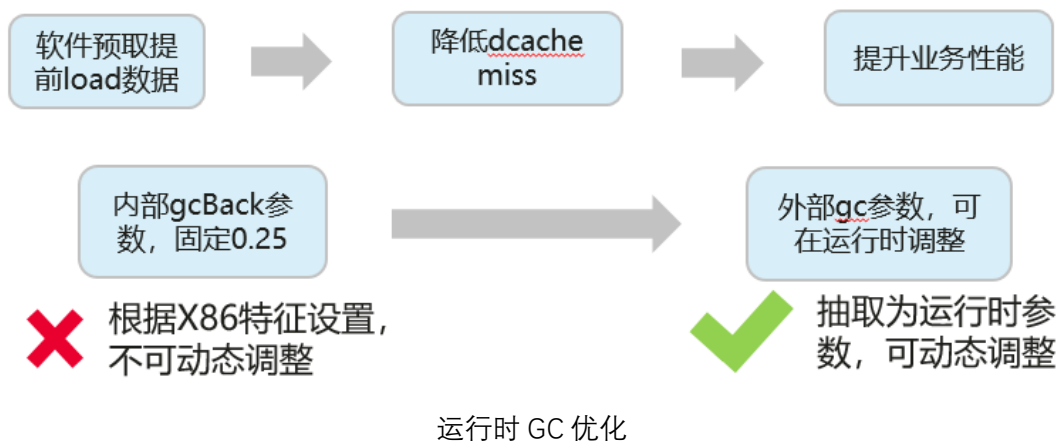 软件预取提
前load数据
降低dcache
miss
提升业务性能
内部gcBack参
数，固定0.25
外部gc参数，可
在运行时调整
根据X86特征设置，
不可动态调整
抽取为运行时参
数，可动态调整
运行时 GC 优化